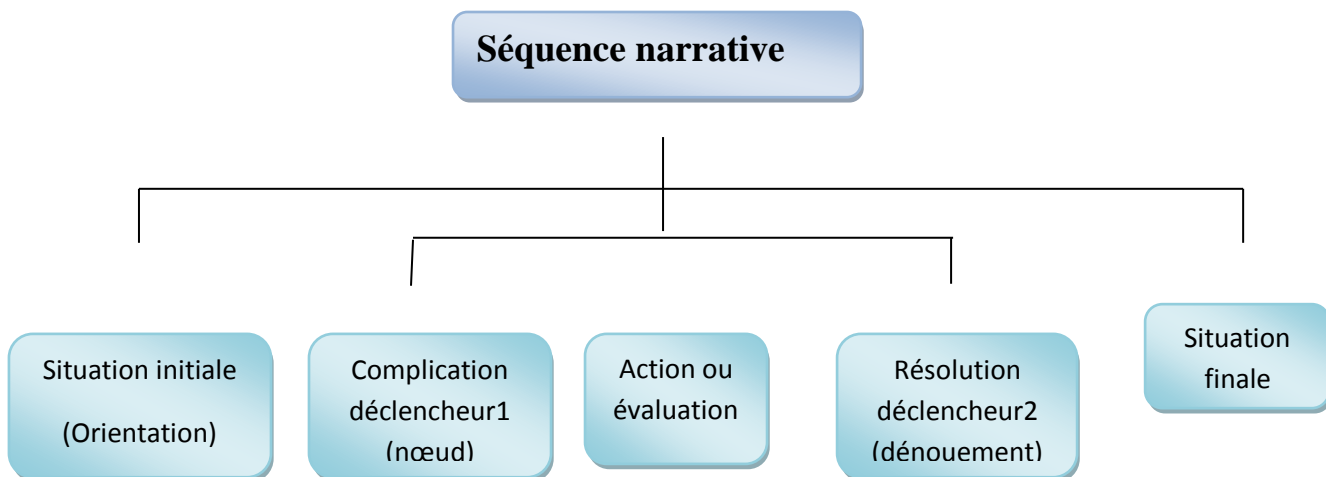 Séquence narrative
Situation initiale
(Orientation)
Complication
déclencheur1
(nœud)
Action ou
évaluation
Résolution
déclencheur2
(dénouement)
Situation
finale